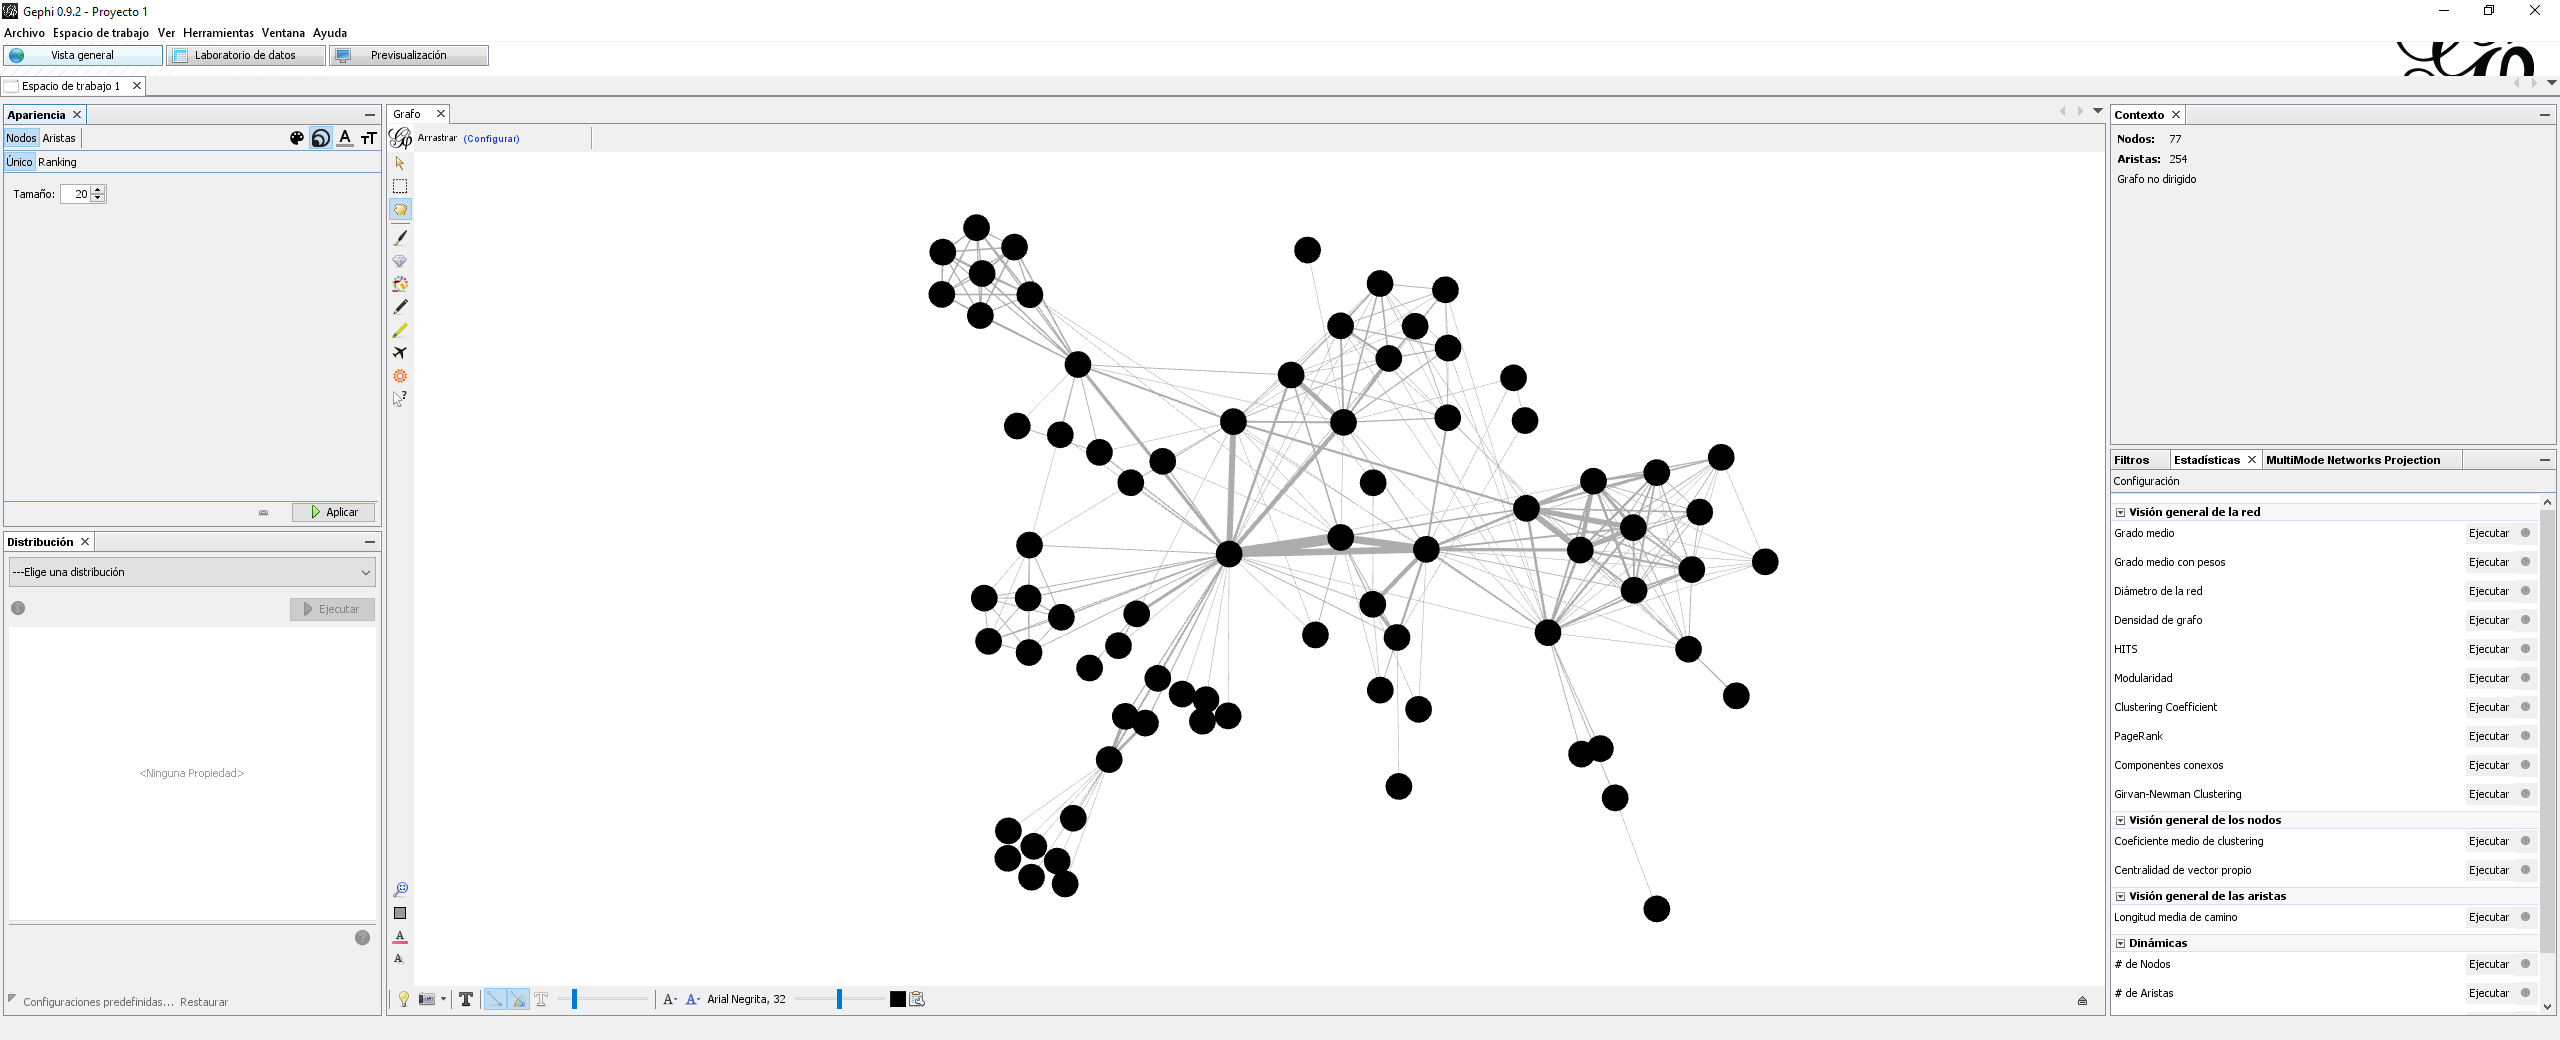 Gephi 0.9.2 - Proyecto 1
Archivo Espacio de trabajo Ver Herramientas Ventana Ayuda
Vista general Laboratorio de datos Previsualización
Espacio de trabajo 1
Apariencia
Nodos Aristas
Único Ranking
Tamaño: 20
Aplicar
Distribución
---Elige una distribución
Ejecutar
<Ninguna Propiedad>
Configuraciones predefinidas... Restaurar
Grafo
Arrastrar (Configurar)
Arial Negrita, 32
Contexto
Nodos: 77
Aristas: 254
Grafo no dirigido
Filtros Estadísticas MultiMode Networks Projection
Configuración
Visión general de la red
Grado medio Ejecutar
Grado medio con pesos Ejecutar
Diámetro de la red Ejecutar
Densidad de grafo Ejecutar
HITS Ejecutar
Modularidad Ejecutar
Clustering Coefficient Ejecutar
PageRank Ejecutar
Componentes conexos Ejecutar
Girvan-Newman Clustering Ejecutar
Visión general de los nodos
Coeficiente medio de clustering Ejecutar
Centralidad de vector propio Ejecutar
Visión general de las aristas
Longitud media de camino Ejecutar
Dinámicas
# de Nodos Ejecutar
# de Aristas Ejecutar